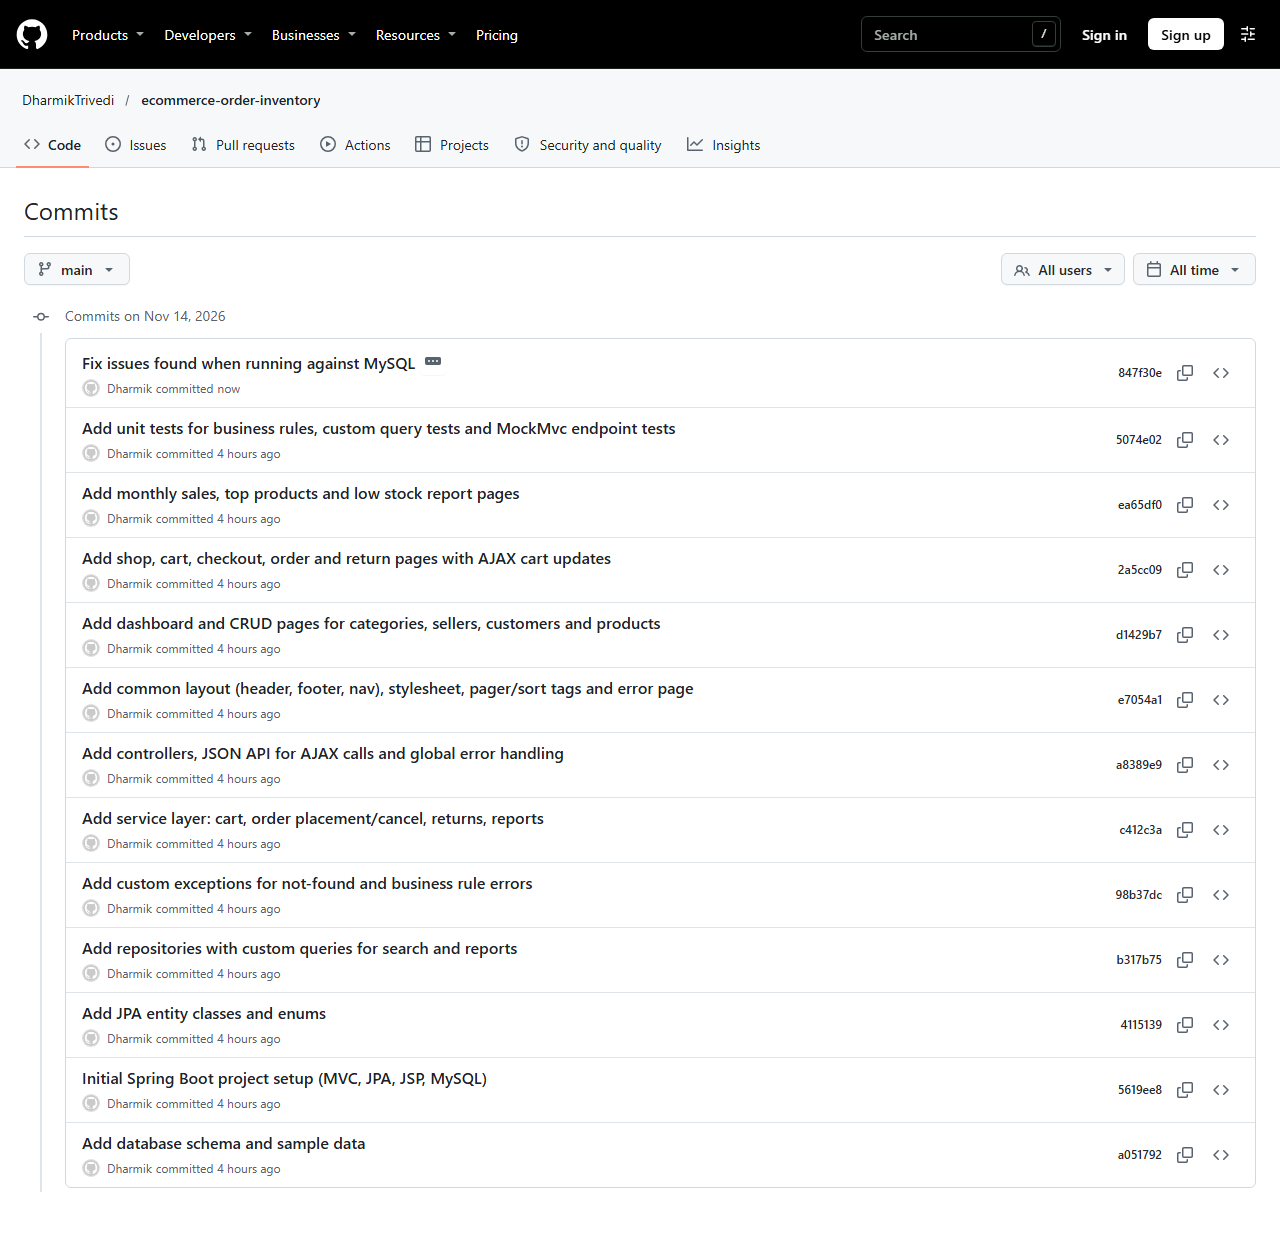 Products Developers Businesses Resources Pricing Search / Sign in Sign up
DharmikTrivedi / ecommerce-order-inventory
Code Issues Pull requests Actions Projects Security and quality Insights
Commits
main All users All time
Commits on Nov 14, 2026
Fix issues found when running against MySQL
Dharmik committed now
847f30e
Add unit tests for business rules, custom query tests and MockMvc endpoint tests
Dharmik committed 4 hours ago
5074e02
Add monthly sales, top products and low stock report pages
Dharmik committed 4 hours ago
ea65df0
Add shop, cart, checkout, order and return pages with AJAX cart updates
Dharmik committed 4 hours ago
2a5cc09
Add dashboard and CRUD pages for categories, sellers, customers and products
Dharmik committed 4 hours ago
d1429b7
Add common layout (header, footer, nav), stylesheet, pager/sort tags and error page
Dharmik committed 4 hours ago
e7054a1
Add controllers, JSON API for AJAX calls and global error handling
Dharmik committed 4 hours ago
a8389e9
Add service layer: cart, order placement/cancel, returns, reports
Dharmik committed 4 hours ago
c412c3a
Add custom exceptions for not-found and business rule errors
Dharmik committed 4 hours ago
98b37dc
Add repositories with custom queries for search and reports
Dharmik committed 4 hours ago
b317b75
Add JPA entity classes and enums
Dharmik committed 4 hours ago
4115139
Initial Spring Boot project setup (MVC, JPA, JSP, MySQL)
Dharmik committed 4 hours ago
5619ee8
Add database schema and sample data
Dharmik committed 4 hours ago
a051792